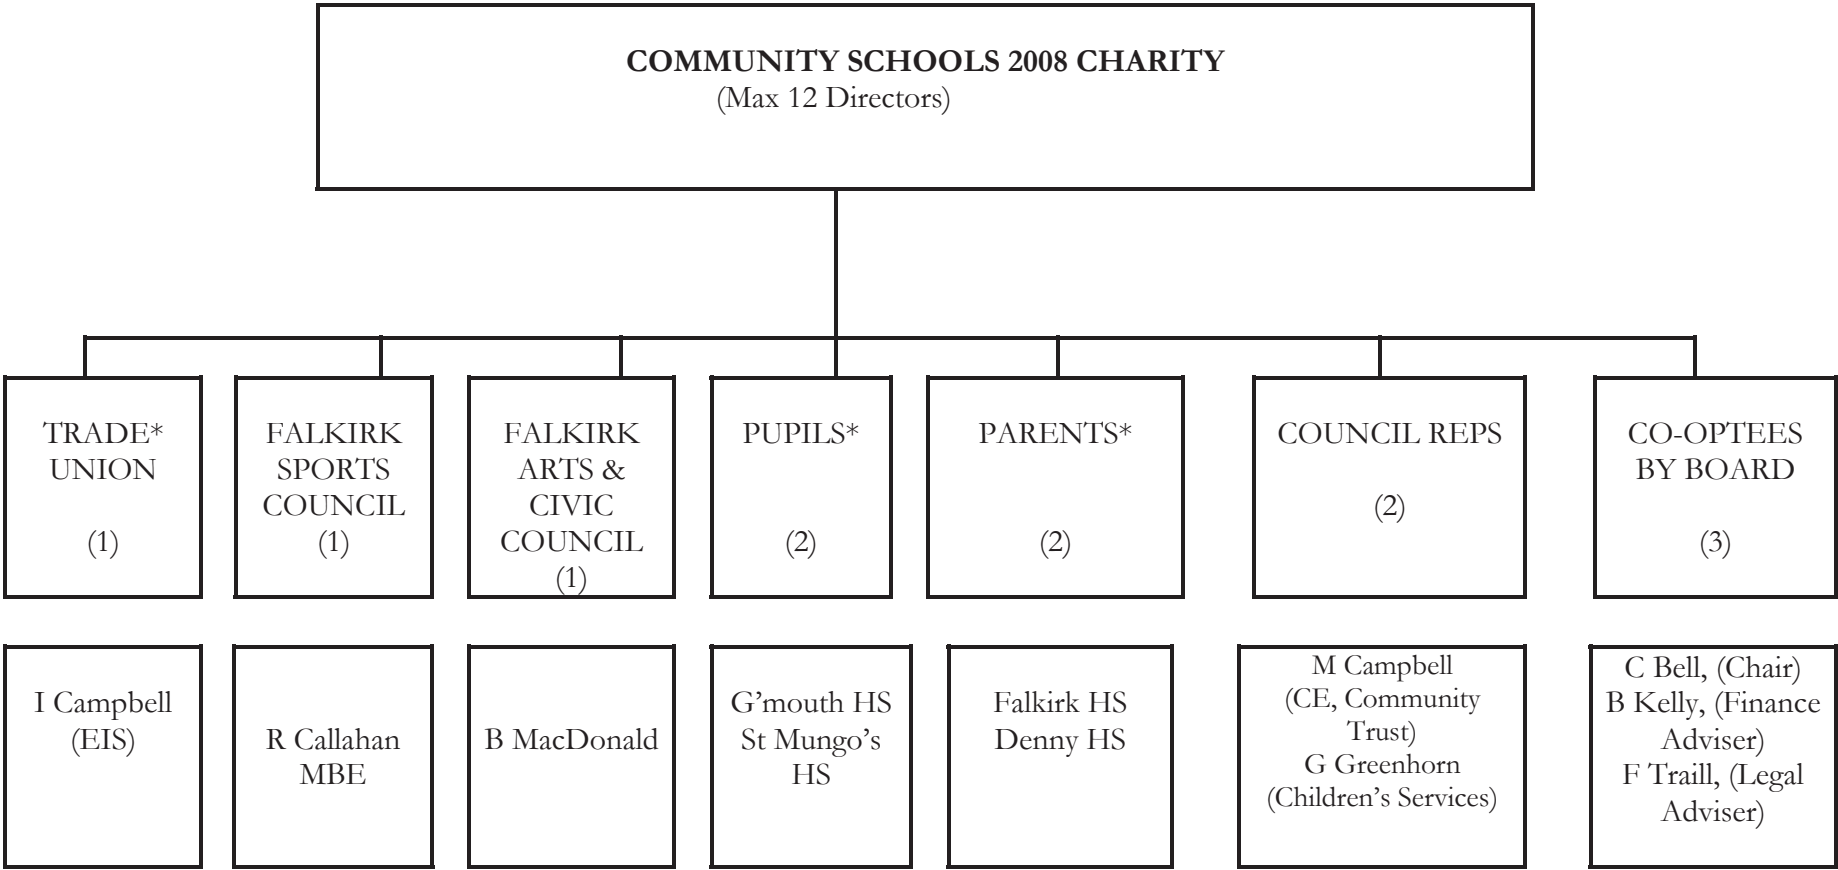 COMMUNITY SCHOOLS 2008 CHARITY
(Max 12 Directors)
TRADE*
UNION
(1)
FALKIRK
SPORTS
COUNCIL
(1)
FALKIRK
ARTS &
CIVIC
COUNCIL
(1)
PUPILS*
(2)
PARENTS*
(2)
COUNCIL REPS
(2)
CO-OPTEES
BY BOARD
(3)
I Campbell
(EIS)
R Callahan
MBE
B MacDonald
G’mouth HS
St Mungo’s
HS
Falkirk HS
Denny HS
M Campbell
(CE, Community
Trust)
G Greenhorn
(Children’s Services)
C Bell, (Chair)
B Kelly, (Finance
Adviser)
F Traill, (Legal
Adviser)